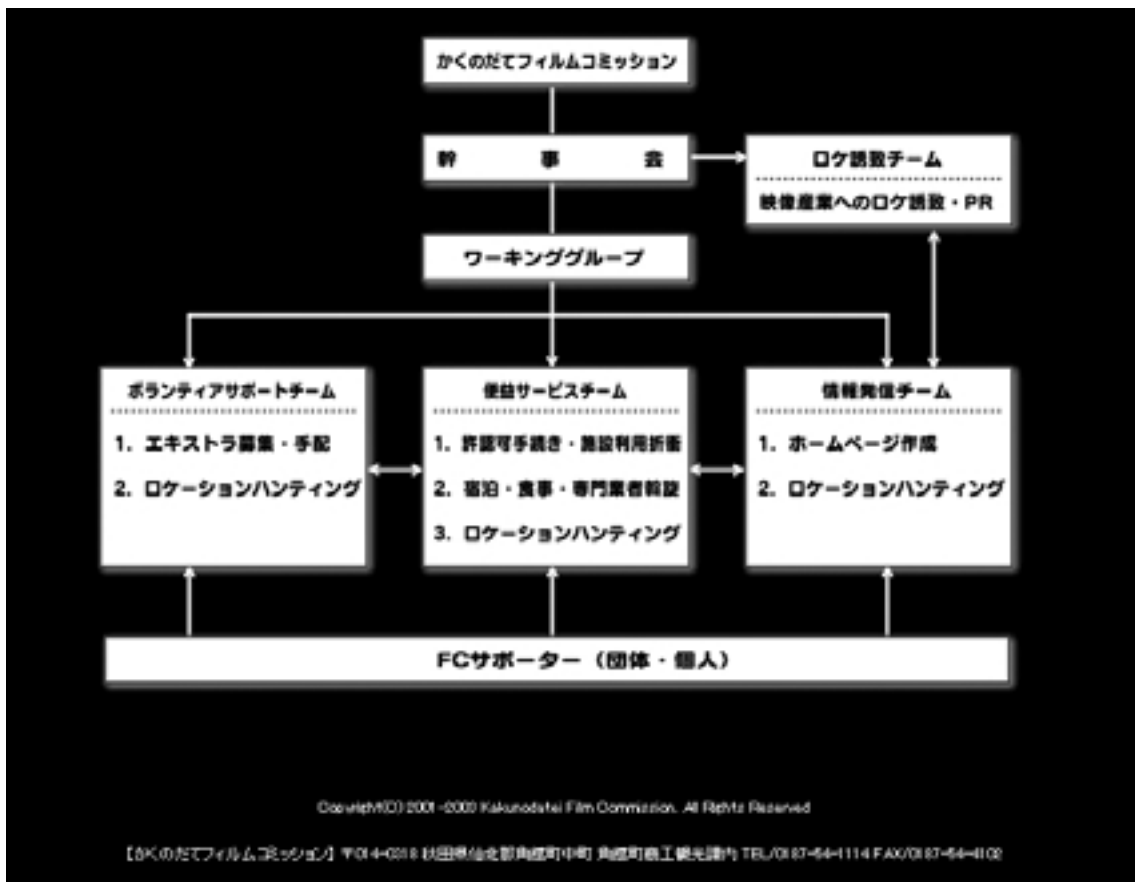 かくのだてフィルムコミッション
幹事会
ロケ誘致チーム
映像産業へのロケ誘致・PR
ワーキンググループ
ボランティアサポートチーム
1. エキストラ募集・手配
2. ロケーションハンティング
便益サービスチーム
1. 許認可手続き・施設利用折衝
2. 宿泊・食事・専門業者斡旋
3. ロケーションハンティング
情報発信チーム
1. ホームページ作成
2. ロケーションハンティング
FCサポーター（団体・個人）
Copyright(C) 2001-2003 Kakunodatei Film Commission. All Rights Reserved
【かくのだてフィルムコミッション】 〒014-0318 秋田県仙北郡角館町中町 角館町商工観光課内 TEL/0187-54-1114 FAX/0187-54-4102